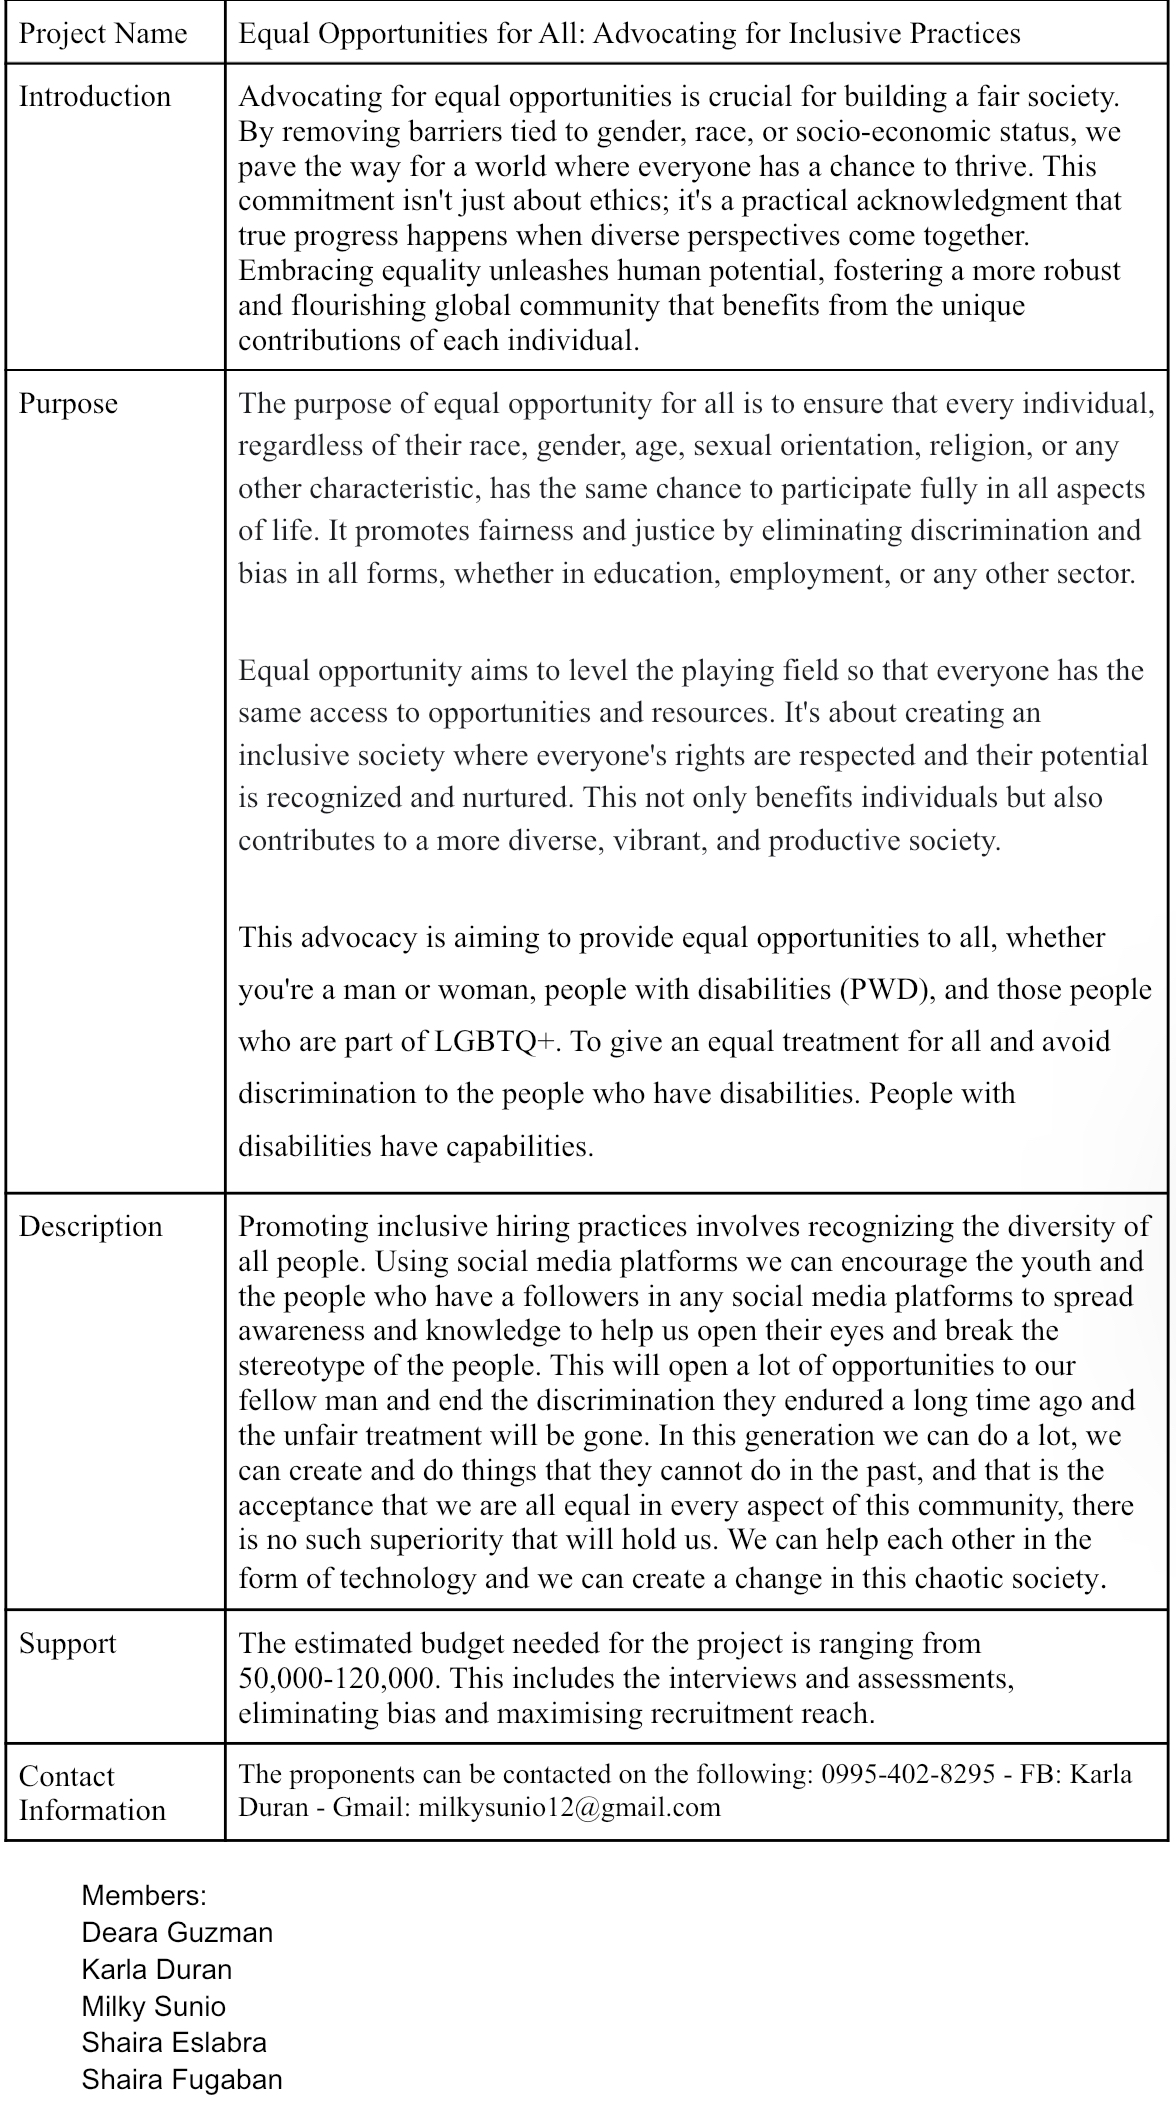 Project Name
Equal Opportunities for All: Advocating for Inclusive Practices
Introduction
Advocating for equal opportunities is crucial for building a fair society.
By removing barriers tied to gender, race, or socio-economic status, we
pave the way for a world where everyone has a chance to thrive. This
commitment isn't just about ethics; it's a practical acknowledgment that
true progress happens when diverse perspectives come together.
Embracing equality unleashes human potential, fostering a more robust
and flourishing global community that benefits from the unique
contributions of each individual.
Purpose
The purpose of equal opportunity for all is to ensure that every individual,
regardless of their race, gender, age, sexual orientation, religion, or any
other characteristic, has the same chance to participate fully in all aspects
of life. It promotes fairness and justice by eliminating discrimination and
bias in all forms, whether in education, employment, or any other sector.
Equal opportunity aims to level the playing field so that everyone has the
same access to opportunities and resources. It's about creating an
inclusive society where everyone's rights are respected and their potential
is recognized and nurtured. This not only benefits individuals but also
contributes to a more diverse, vibrant, and productive society.
This advocacy is aiming to provide equal opportunities to all, whether
you're a man or woman, people with disabilities (PWD), and those people
who are part of LGBTQ+. To give an equal treatment for all and avoid
discrimination to the people who have disabilities. People with
disabilities have capabilities.
Description
Promoting inclusive hiring practices involves recognizing the diversity of
all people. Using social media platforms we can encourage the youth and
the people who have a followers in any social media platforms to spread
awareness and knowledge to help us open their eyes and break the
stereotype of the people. This will open a lot of opportunities to our
fellow man and end the discrimination they endured a long time ago and
the unfair treatment will be gone. In this generation we can do a lot, we
can create and do things that they cannot do in the past, and that is the
acceptance that we are all equal in every aspect of this community, there
is no such superiority that will hold us. We can help each other in the
form of technology and we can create a change in this chaotic society.
Support
The estimated budget needed for the project is ranging from
50,000-120,000. This includes the interviews and assessments,
eliminating bias and maximising recruitment reach.
Contact
Information
The proponents can be contacted on the following: 0995-402-8295 - FB: Karla
Duran - Gmail: milkysunio12@gmail.com
Members:
Deara Guzman
Karla Duran
Milky Sunio
Shaira Eslabra
Shaira Fugaban